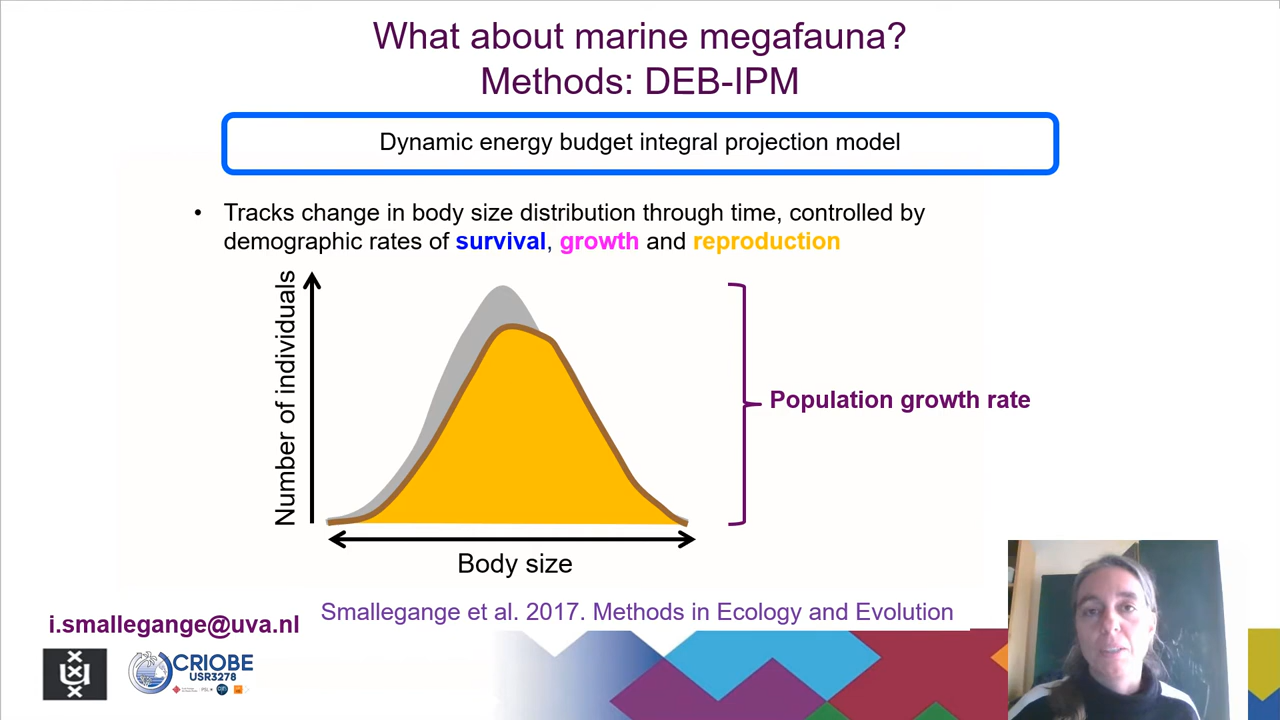 What about marine megafauna?
Methods: DEB-IPM
Dynamic energy budget integral projection model
• Tracks change in body size distribution through time, controlled by
demographic rates of survival, growth and reproduction
Number of individuals
Population growth rate
Body size
Smallegange et al. 2017. Methods in Ecology and Evolution
i.smallegange@uva.nl
CRIOBE
USR3278